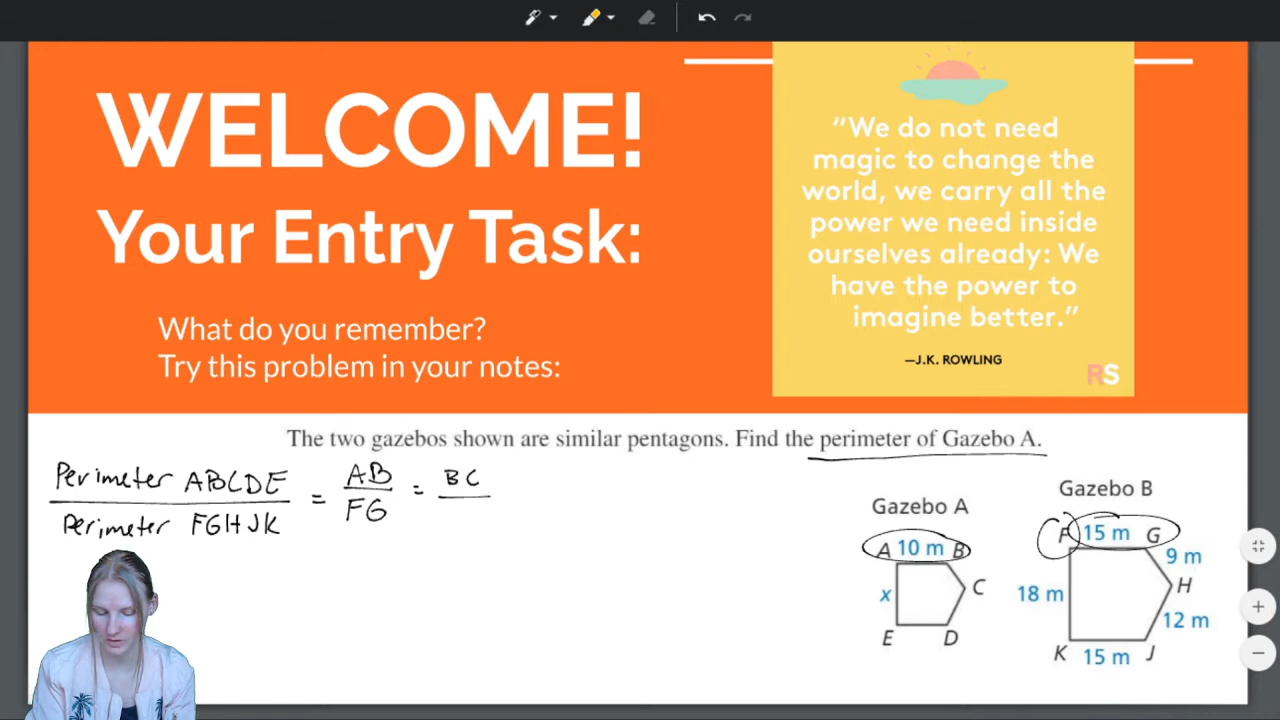 WELCOME!
Your Entry Task:
What do you remember?
Try this problem in your notes:
“We do not need
magic to change the
world, we carry all the
power we need inside
ourselves already: We
have the power to
imagine better.”
—J.K. ROWLING
RS
The two gazebos shown are similar pentagons. Find the perimeter of Gazebo A.
Perimeter ABCDE = AB = BC
Perimeter FGHJK FG
Gazebo A
A 10 m B
x C
E D
Gazebo B
F 15 m G
9 m
18 m H
12 m
K 15 m J